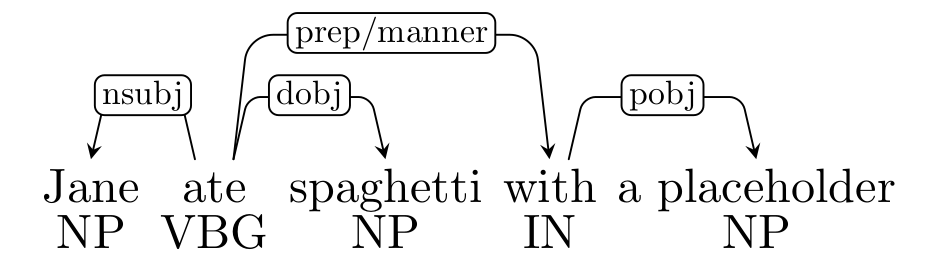 prep/manner
nsubj dobj pobj
Jane ate spaghetti with a placeholder
NP VBG NP IN NP